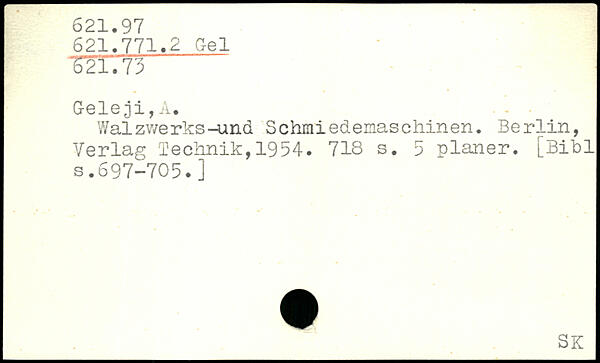 621.97
621.771.2 Gel
621.73
Geleji,A.
Walzwerks-und Schmiedemaschinen. Berlin,
Verlag Technik,1954. 718 s. 5 planer. [Bibl
s.697-705.]
SK